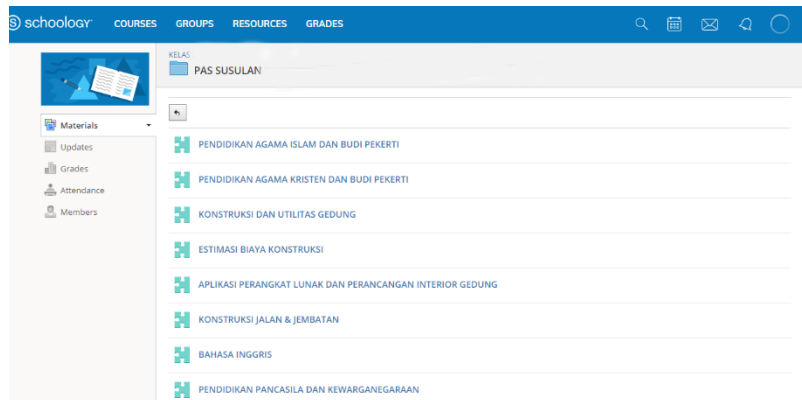 S schoology COURSES GROUPS RESOURCES GRADES
KELAS
PAS SUSULAN
Materials
Updates
Grades
Attendance
Members
PENDIDIKAN AGAMA ISLAM DAN BUDI PEKERTI
PENDIDIKAN AGAMA KRISTEN DAN BUDI PEKERTI
KONSTRUKSI DAN UTILITAS GEDUNG
ESTIMASI BIAYA KONSTRUKSI
APLIKASI PERANGKAT LUNAK DAN PERANCANGAN INTERIOR GEDUNG
KONSTRUKSI JALAN & JEMBATAN
BAHASA INGGRIS
PENDIDIKAN PANCASILA DAN KEWARGANEGARAAN